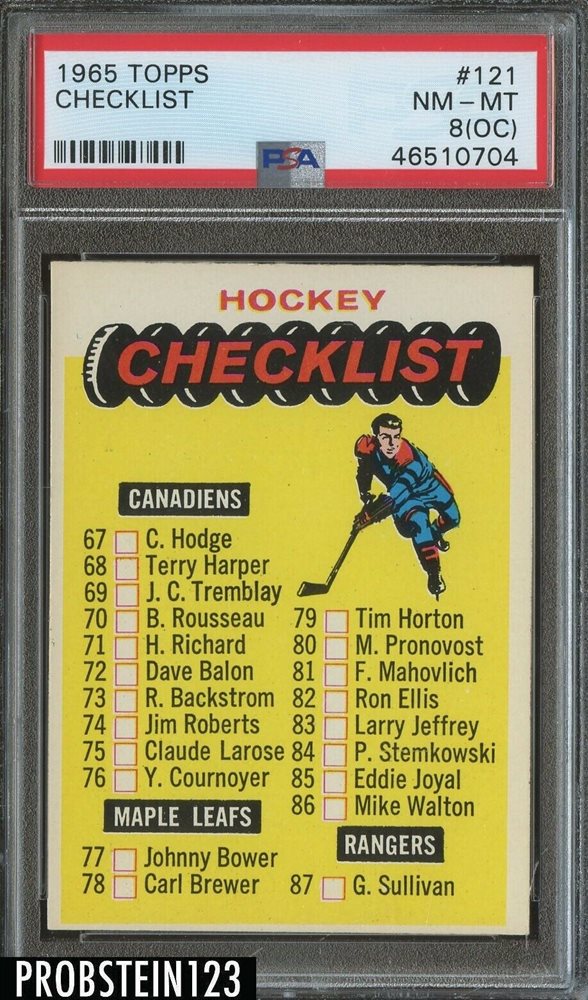 1965 TOPPS
CHECKLIST
#121
NM - MT
8(OC)
46510704
PSA
HOCKEY
CHECKLIST
CANADIENS
67 C. Hodge
68 Terry Harper
69 J. C. Tremblay
70 B. Rousseau
71 H. Richard
72 Dave Balon
73 R. Backstrom
74 Jim Roberts
75 Claude Larose
76 Y. Cournoyer
MAPLE LEAFS
77 Johnny Bower
78 Carl Brewer
79 Tim Horton
80 M. Pronovost
81 F. Mahovlich
82 Ron Ellis
83 Larry Jeffrey
84 P. Stemkowski
85 Eddie Joyal
86 Mike Walton
RANGERS
87 G. Sullivan
PROBSTEIN123